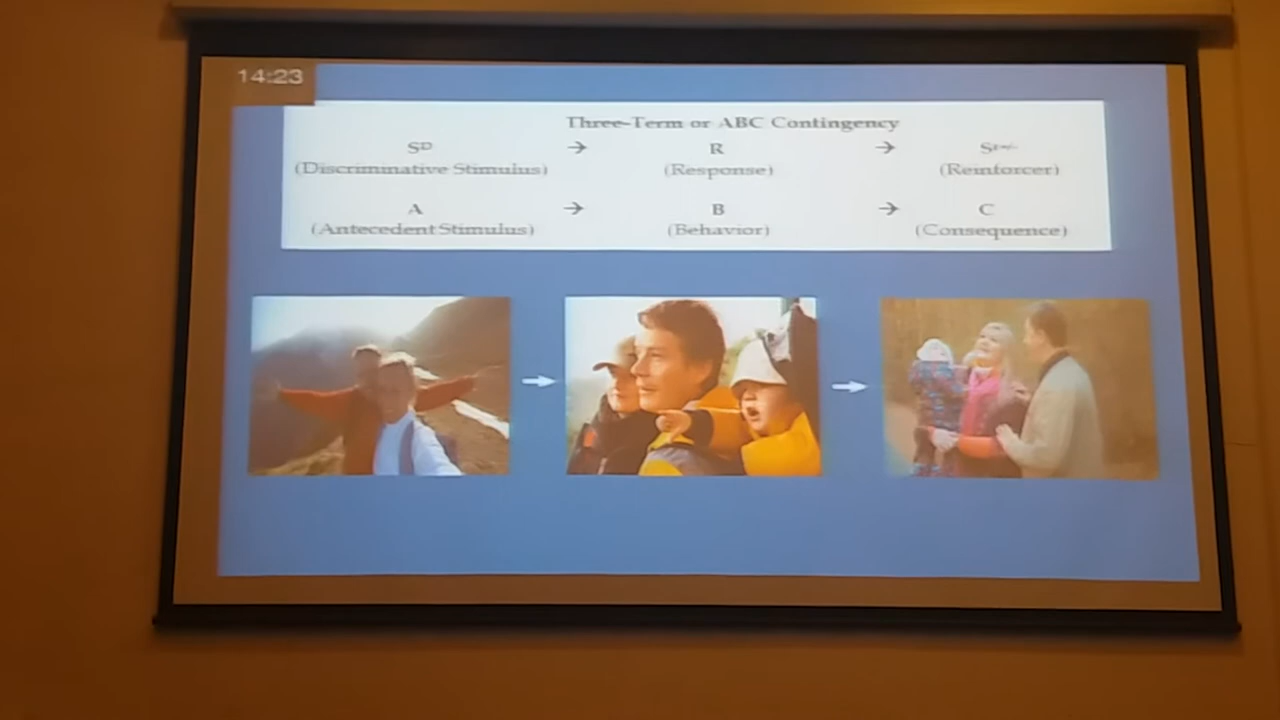 14:23
Three-Term or ABC Contingency
Sᴰ → R → Sʳ⁺/⁻
(Discriminative Stimulus) (Response) (Reinforcer)
A → B → C
(Antecedent Stimulus) (Behavior) (Consequence)